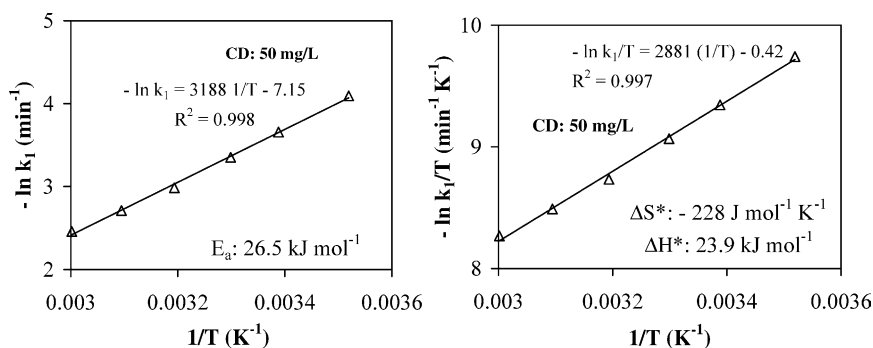 5
4
3
2
- ln k₁ (min⁻¹)
CD: 50 mg/L
- ln k₁ = 3188 1/T - 7.15
R² = 0.998
Eₐ: 26.5 kJ mol⁻¹
0.003
0.0032
0.0034
0.0036
1/T (K⁻¹)
10
9
8
- ln k₁/T (min⁻¹ K⁻¹)
- ln k₁/T = 2881 (1/T) - 0.42
R² = 0.997
CD: 50 mg/L
ΔS*: - 228 J mol⁻¹ K⁻¹
ΔH*: 23.9 kJ mol⁻¹
0.003
0.0032
0.0034
0.0036
1/T (K⁻¹)